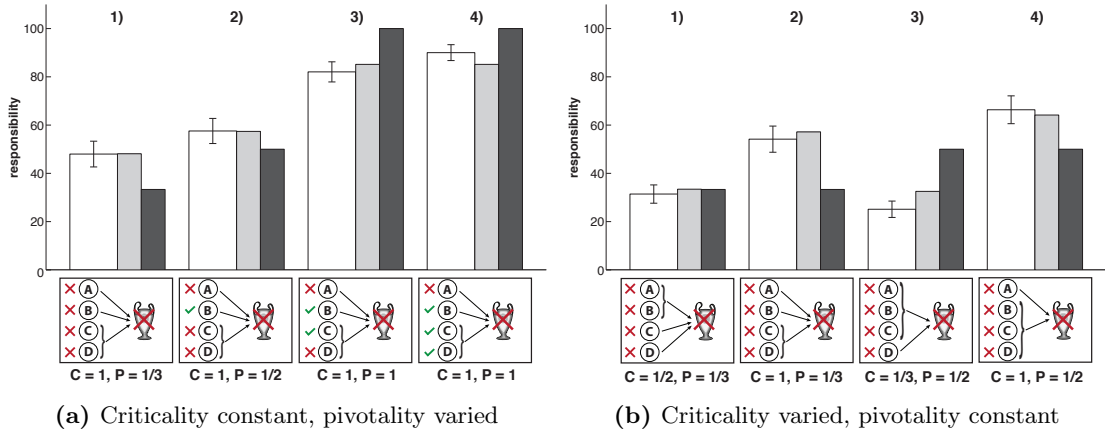 1) 2) 3) 4)
100
80
60
40
20
0
responsibility
A A A A
B B B B
C C C C
D D D D
C = 1, P = 1/3 C = 1, P = 1/2 C = 1, P = 1 C = 1, P = 1
(a) Criticality constant, pivotality varied
1) 2) 3) 4)
100
80
60
40
20
0
responsibility
A A A A
B B B B
C C C C
D D D D
C = 1/2, P = 1/3 C = 1, P = 1/3 C = 1/3, P = 1/2 C = 1, P = 1/2
(b) Criticality varied, pivotality constant